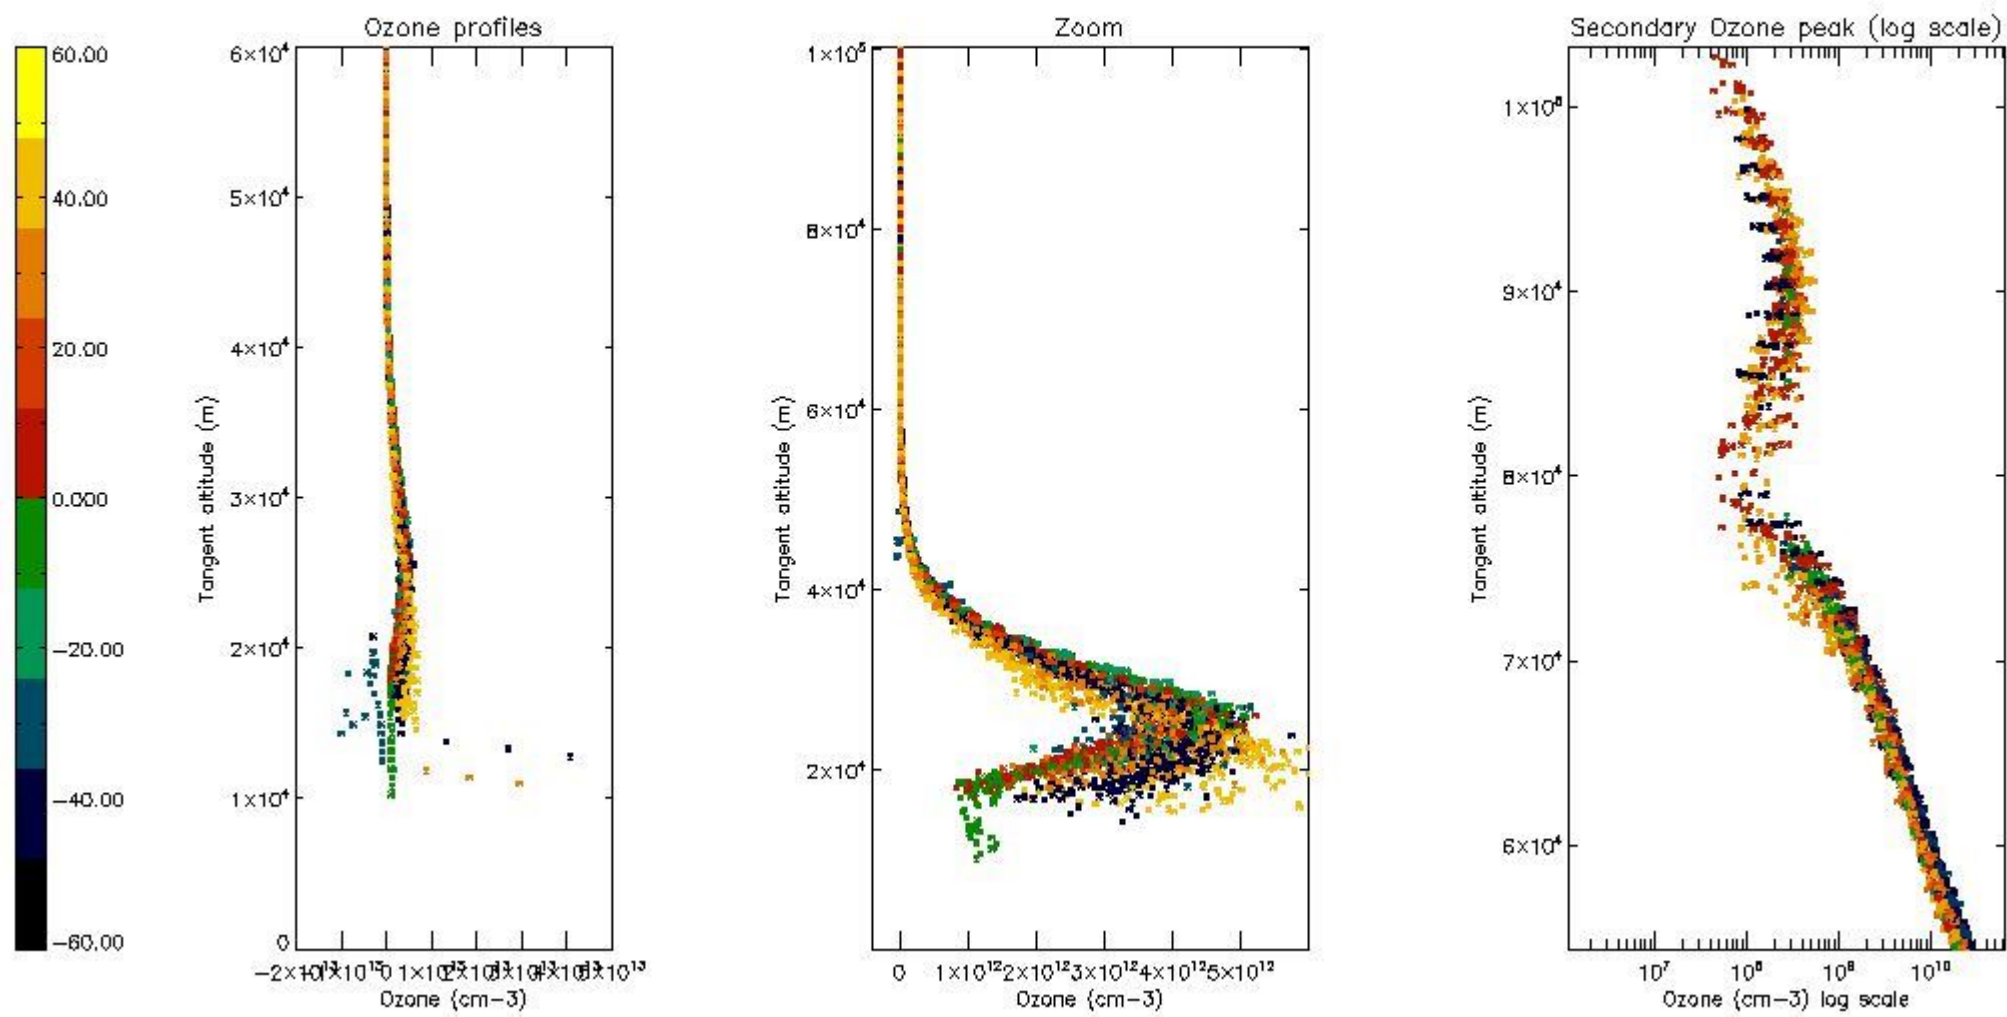 Ozone profiles
Zoom
Secondary Ozone peak (log scale)
60.00
40.00
20.00
-20.00
-40.00
-60.00
6×10⁴
5×10⁴
4×10⁴
3×10⁴
2×10⁴
1×10⁴
0
Tangent altitude (m)
Ozone (cm-3)
1×10⁵
8×10⁴
6×10⁴
4×10⁴
2×10⁴
Tangent altitude (m)
0 1×10¹² 2×10¹² 3×10¹² 4×10¹² 5×10¹²
Ozone (cm-3)
9×10⁴
8×10⁴
7×10⁴
6×10⁴
Tangent altitude (m)
10⁷ 10⁸ 10⁹ 10¹⁰
Ozone (cm-3) log scale